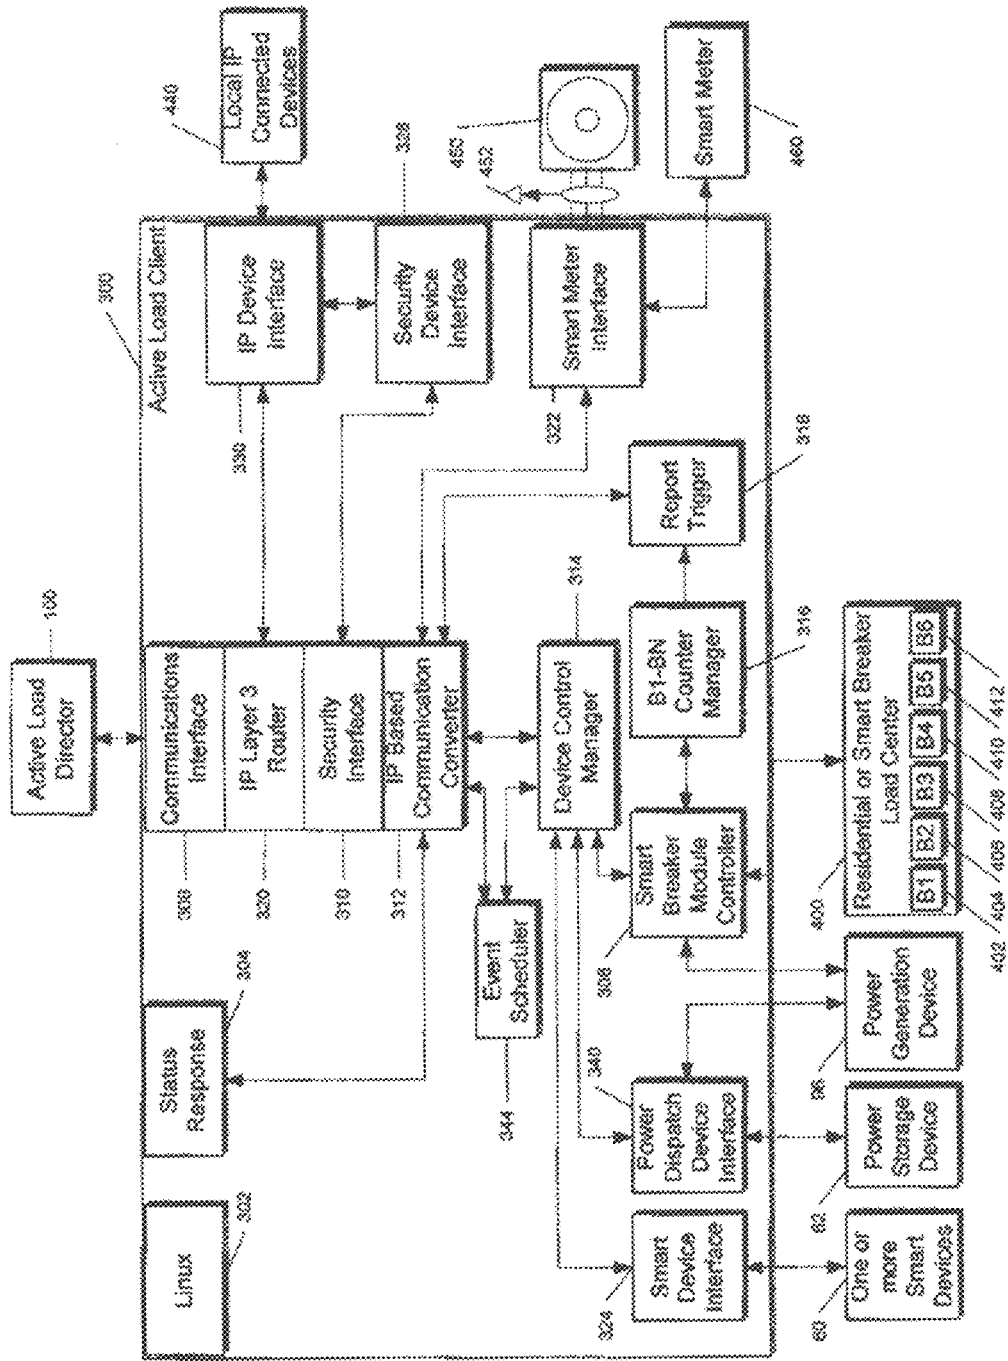 100
Active Load
Director
300
Active Load Client
Linux
302
Status
Response
304
Communications
Interface
308
IP Layer 3
Router
320
Security
Interface
310
IP Based
Communication
Converter
312
IP Device
Interface
330
440
Local IP
Connected
Devices
Security
Device
Interface
328
Event
Scheduler
344
Device Control
Manager
314
Smart Meter
Interface
322
450
452
Smart Meter
460
Smart
Device
Interface
324
Power
Dispatch
Device
Interface
340
Smart
Breaker
Module
Controller
306
B1-BN
Counter
Manager
316
Report
Trigger
318
One or
more
Smart
Devices
60
Power
Storage
Device
62
Power
Generation
Device
96
Residential or Smart Breaker
Load Center
400
B1 B2 B3 B4 B5 B6
402 404 406 408 410 412